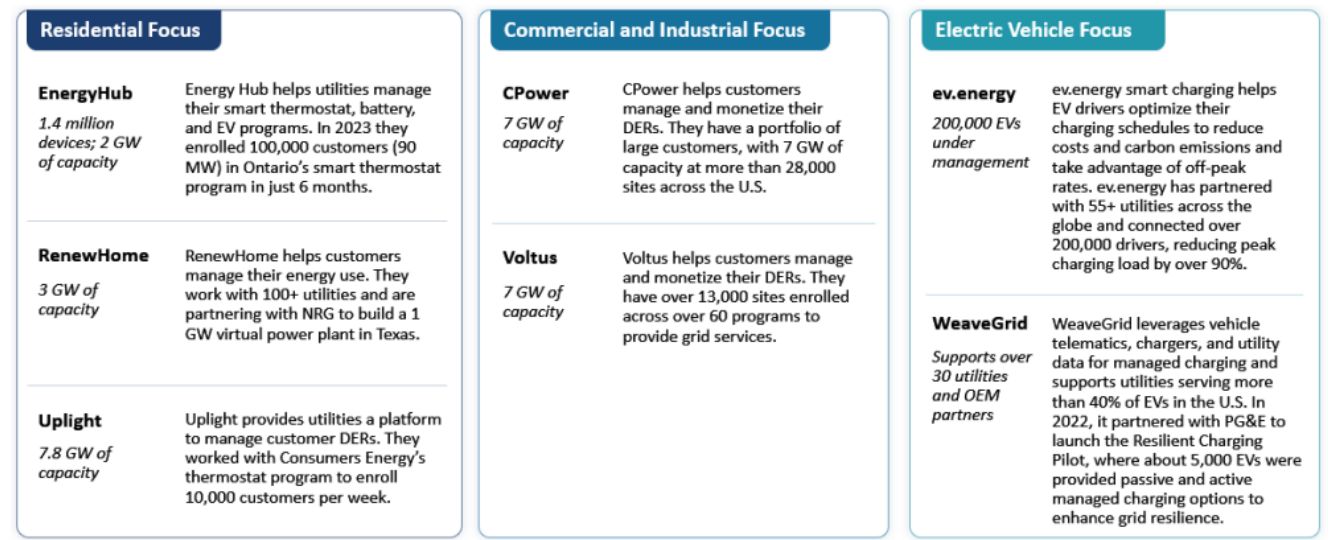 Residential Focus
EnergyHub
1.4 million
devices; 2 GW
of capacity
Energy Hub helps utilities manage
their smart thermostat, battery,
and EV programs. In 2023 they
enrolled 100,000 customers (90
MW) in Ontario's smart thermostat
program in just 6 months.
RenewHome
3 GW of
capacity
RenewHome helps customers
manage their energy use. They
work with 100+ utilities and are
partnering with NRG to build a 1
GW virtual power plant in Texas.
Uplight
7.8 GW of
capacity
Uplight provides utilities a platform
to manage customer DERs. They
worked with Consumers Energy's
thermostat program to enroll
10,000 customers per week.
Commercial and Industrial Focus
CPower
7 GW of
capacity
CPower helps customers
manage and monetize their
DERs. They have a portfolio of
large customers, with 7 GW of
capacity at more than 28,000
sites across the U.S.
Voltus
7 GW of
capacity
Voltus helps customers manage
and monetize their DERs. They
have over 13,000 sites enrolled
across over 60 programs to
provide grid services.
Electric Vehicle Focus
ev.energy
200,000 EVs
under
management
ev.energy smart charging helps
EV drivers optimize their
charging schedules to reduce
costs and carbon emissions and
take advantage of off-peak
rates. ev.energy has partnered
with 55+ utilities across the
globe and connected over
200,000 drivers, reducing peak
charging load by over 90%.
WeaveGrid
Supports over
30 utilities
and OEM
partners
WeaveGrid leverages vehicle
telematics, chargers, and utility
data for managed charging and
supports utilities serving more
than 40% of EVs in the U.S. In
2022, it partnered with PG&E to
launch the Resilient Charging
Pilot, where about 5,000 EVs were
provided passive and active
managed charging options to
enhance grid resilience.